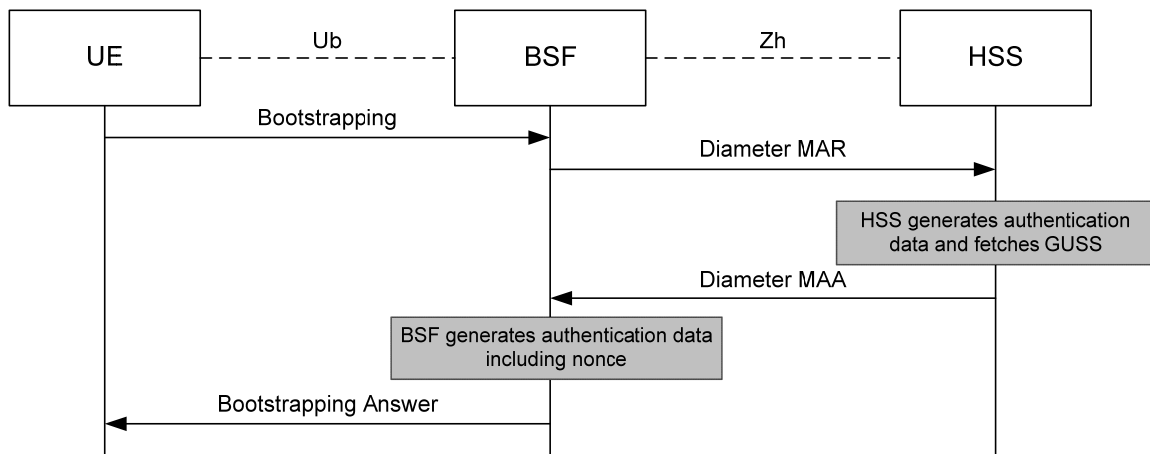 UE
Ub
BSF
Zh
HSS
Bootstrapping
Diameter MAR
HSS generates authentication
data and fetches GUSS
Diameter MAA
BSF generates authentication data
including nonce
Bootstrapping Answer